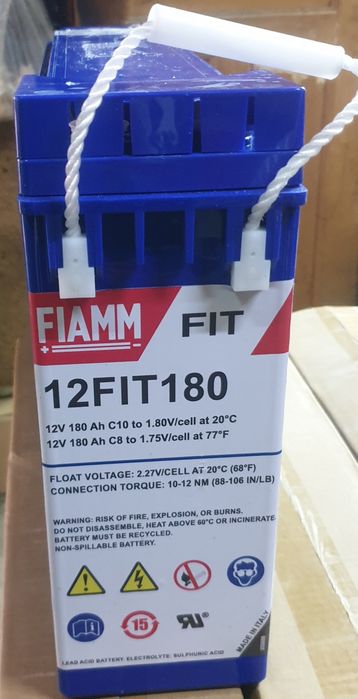 FIAMM
FIT
12FIT180
12V 180 Ah C10 to 1.80V/cell at 20°C
12V 180 Ah C8 to 1.75V/cell at 77°F
FLOAT VOLTAGE: 2.27V/CELL AT 20°C (68°F)
CONNECTION TORQUE: 10-12 NM (88-106 IN/LB)
WARNING: RISK OF FIRE, EXPLOSION, OR BURNS.
DO NOT DISASSEMBLE, HEAT ABOVE 60°C OR INCINERATE
BATTERY MUST BE RECYCLED.
NON-SPILLABLE BATTERY.
15
MADE IN ITALY
LEAD ACID BATTERY: ELECTROLYTE: SULPHURIC ACID